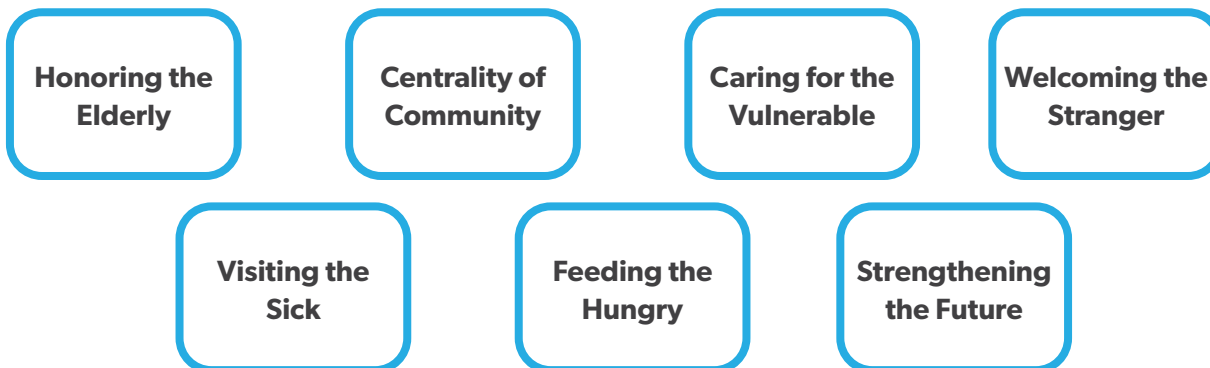 Honoring the
Elderly
Centrality of
Community
Caring for the
Vulnerable
Welcoming the
Stranger
Visiting the
Sick
Feeding the
Hungry
Strengthening
the Future